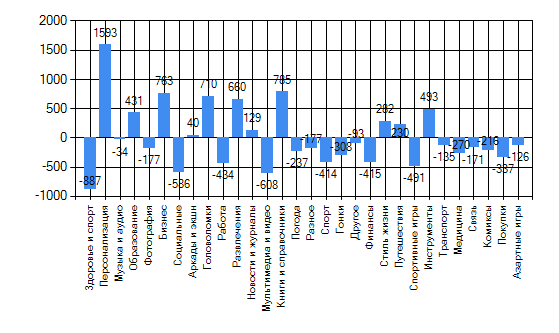 2000
1500
1000
500
0
-500
-1000
-887
1593
-34
431
-177
763
-586
40
710
-434
660
129
-608
785
-237
-177
-414
-303
-93
-415
282
230
-491
493
-135
-270
-171
-216
-337
-126
Здоровье и спорт
Персонализация
Музыка и аудио
Образование
Фотография
Бизнес
Социальные
Аркады и экшн
Головоломки
Работа
Развлечения
Новости и журналы
Мультимедиа и видео
Книги и справочники
Погода
Разное
Спорт
Гонки
Другое
Финансы
Стиль жизни
Путешествия
Спортивные игры
Инструменты
Транспорт
Медицина
Связь
Комиксы
Покупки
Азартные игры